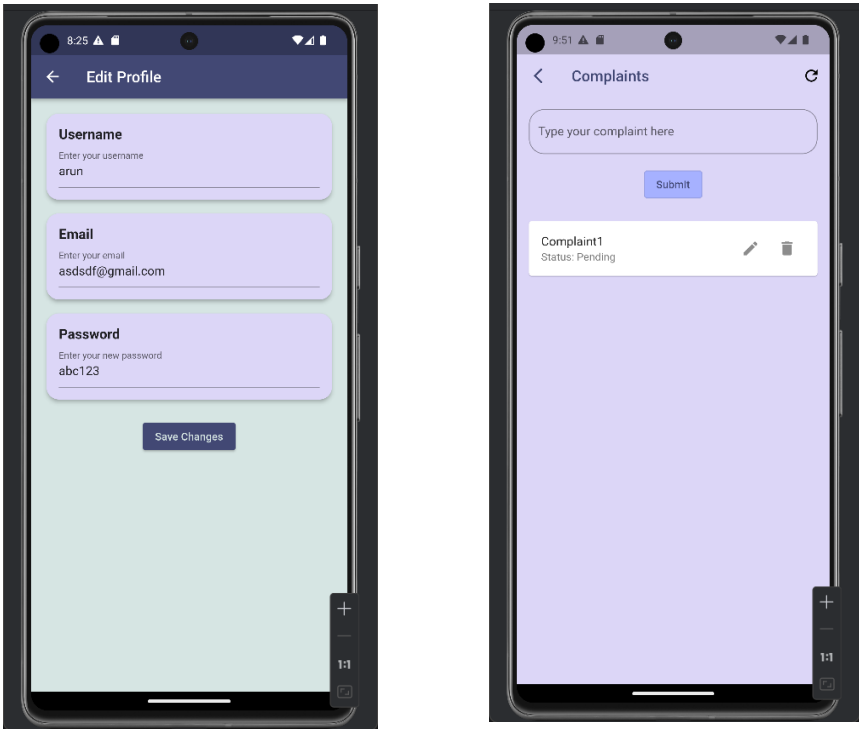 8:25
Edit Profile
Username
Enter your username
arun
Email
Enter your email
asdsdf@gmail.com
Password
Enter your new password
abc123
Save Changes
1:1
9:51
Complaints
Type your complaint here
Submit
Complaint1
Status: Pending
1:1